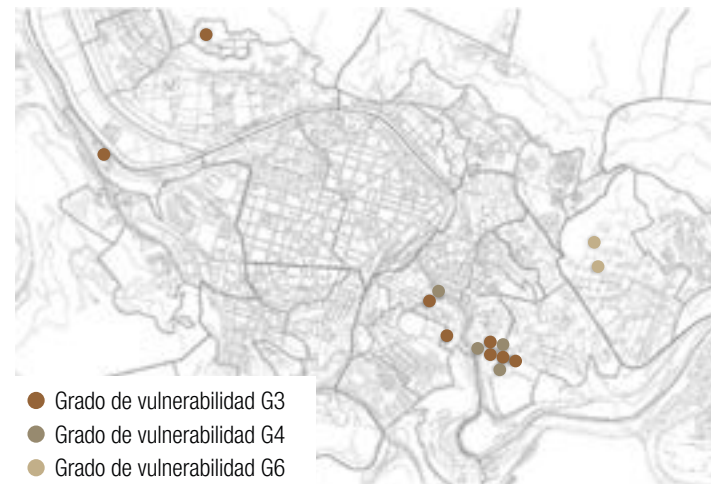 Grado de vulnerabilidad G3
Grado de vulnerabilidad G4
Grado de vulnerabilidad G6